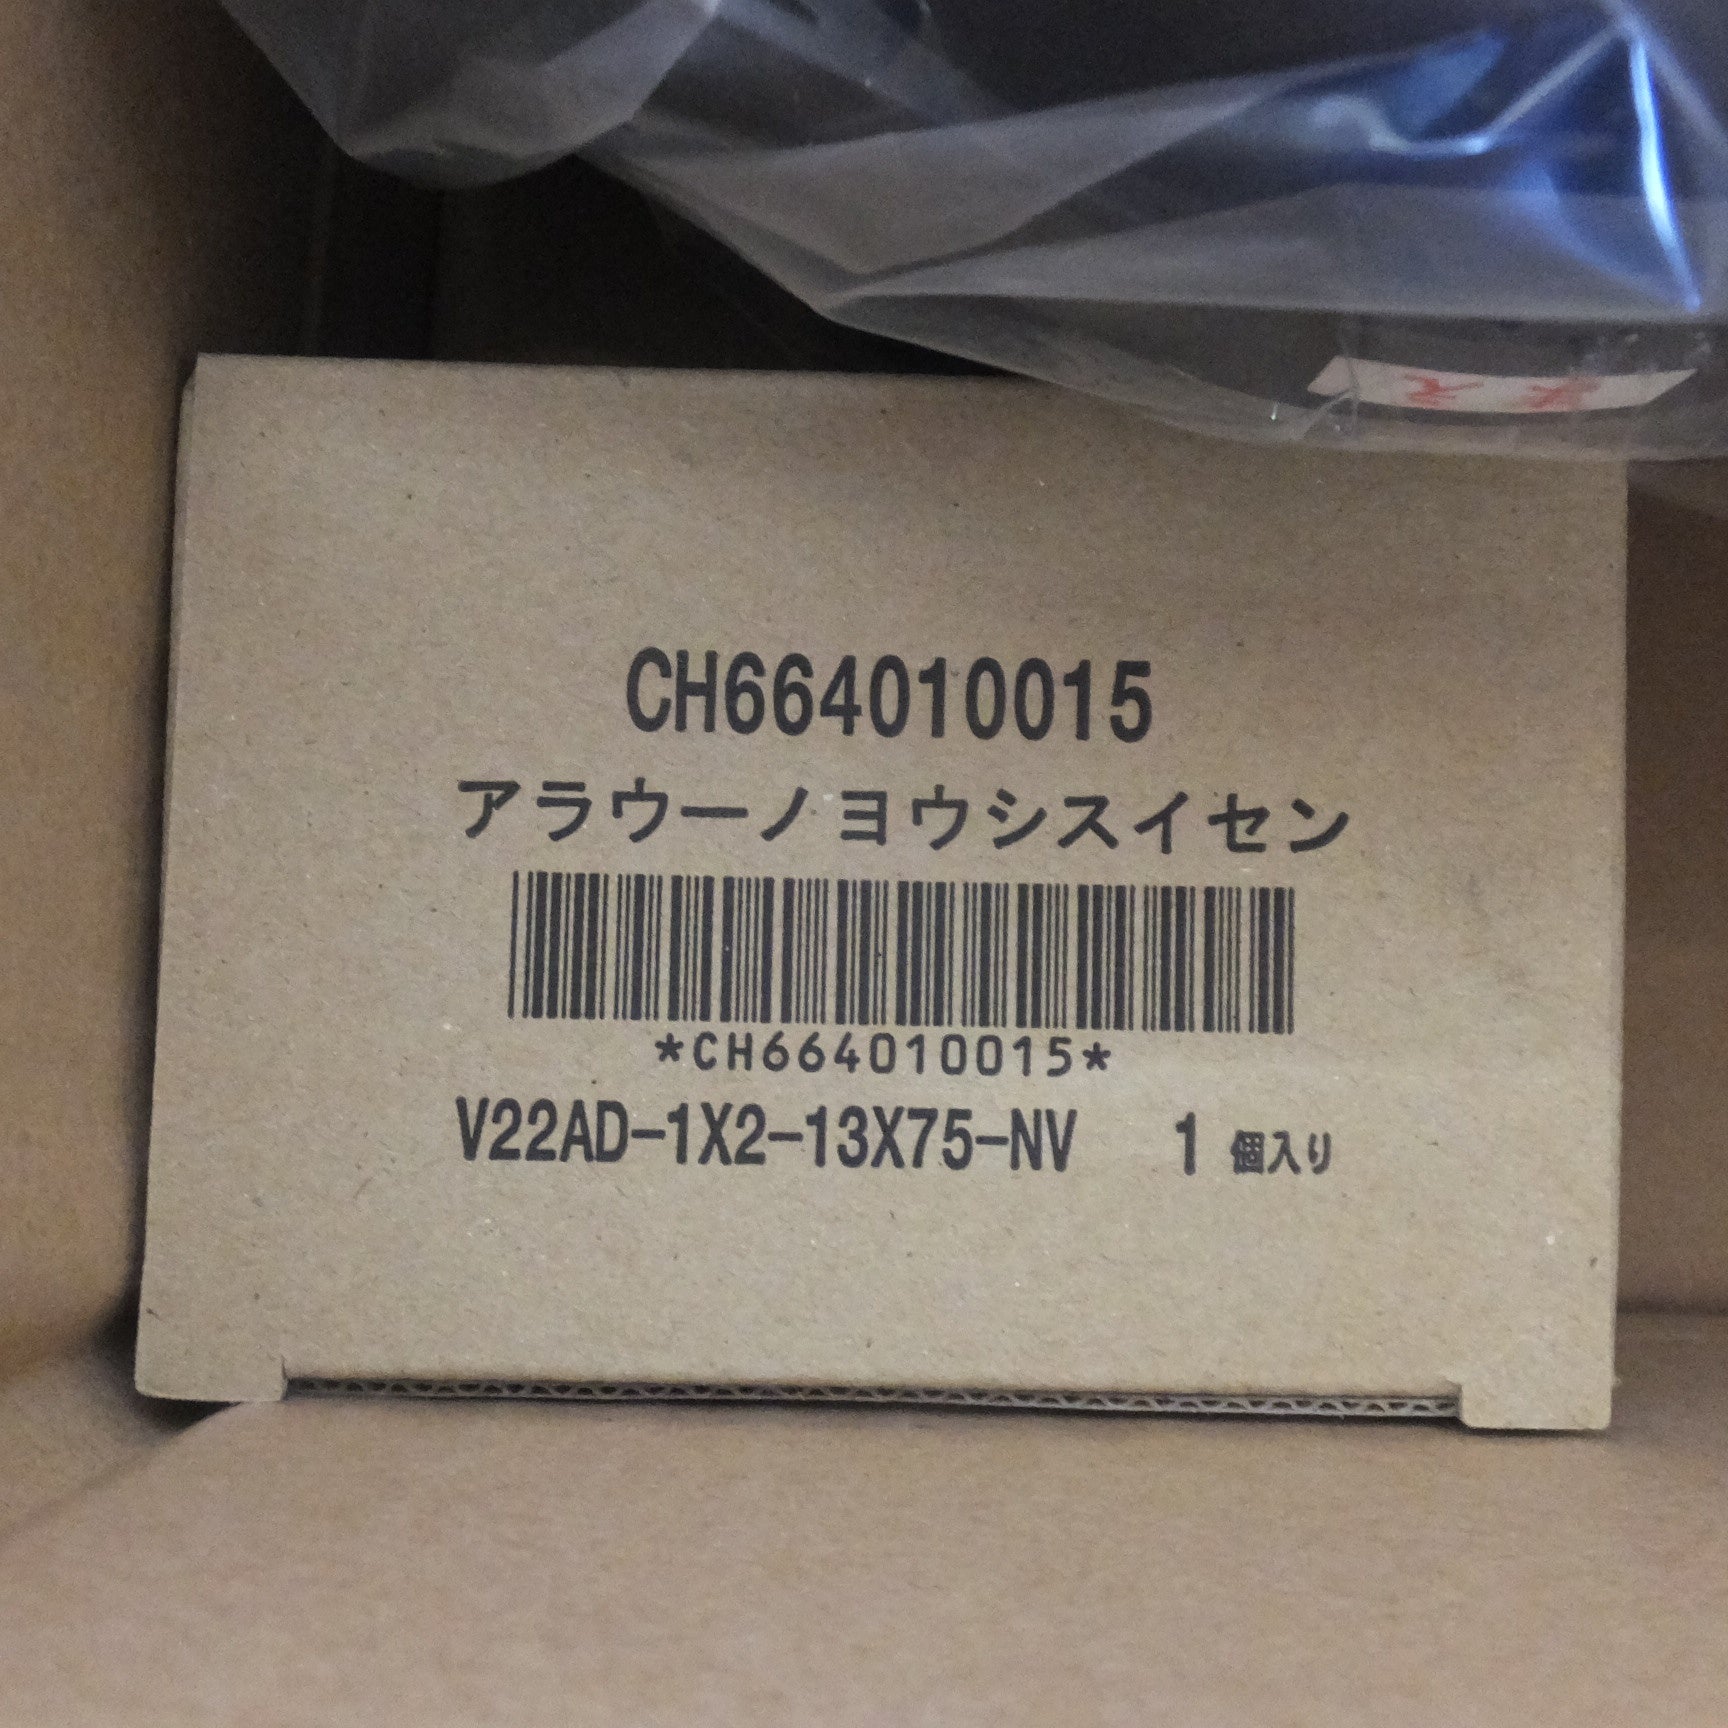 CH664010015
アラウーノヨウシスイセン
*CH664010015*
V22AD-1X2-13X75-NV 1 個入り